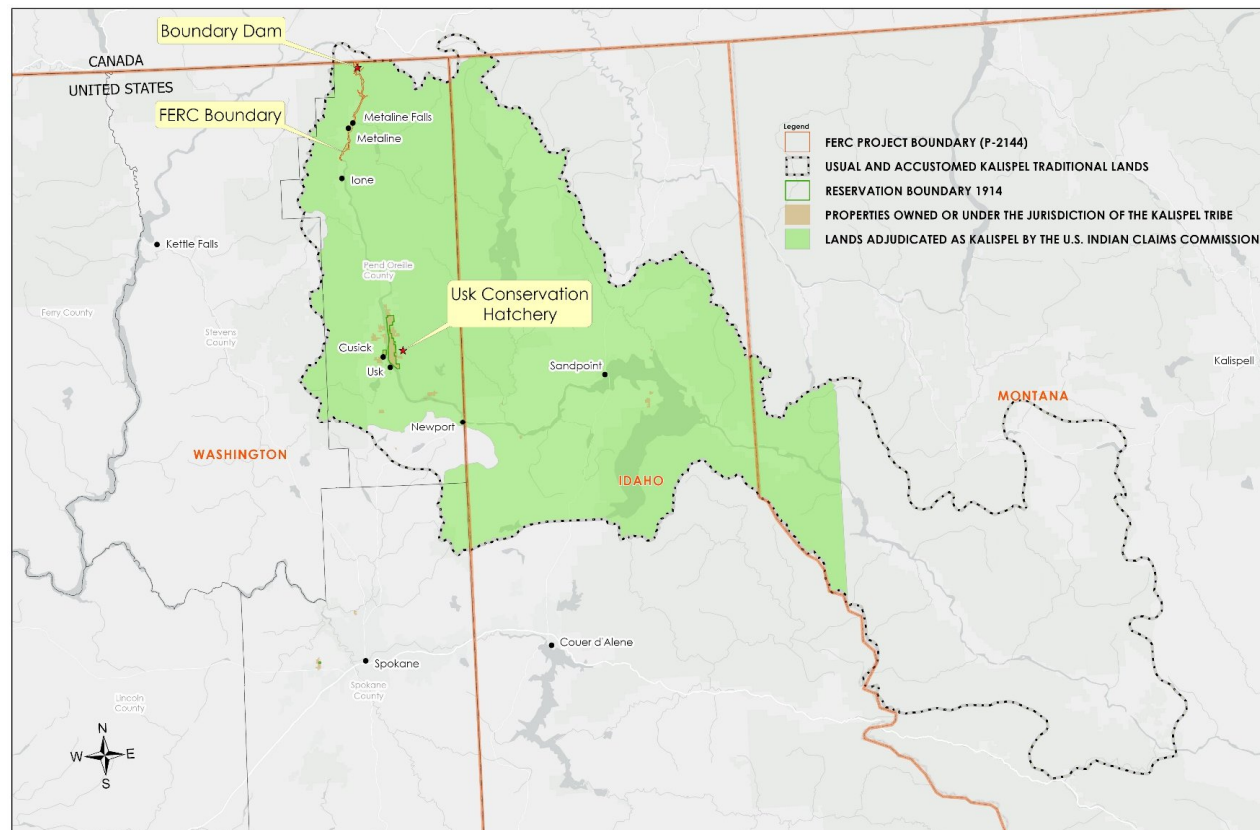 Boundary Dam
CANADA
UNITED STATES
FERC Boundary
Metaline Falls
Metaline
Ione
Kettle Falls
Legend
FERC PROJECT BOUNDARY (P-2144)
USUAL AND ACCUSTOMED KALISPEL TRADITIONAL LANDS
RESERVATION BOUNDARY 1914
PROPERTIES OWNED OR UNDER THE JURISDICTION OF THE KALISPEL TRIBE
LANDS ADJUDICATED AS KALISPEL BY THE U.S. INDIAN CLAIMS COMMISSION
Pend Oreille
County
Usk Conservation
Hatchery
Ferry County
Stevens
County
Cusick
Usk
Sandpoint
Kalispell
MONTANA
Newport
WASHINGTON
IDAHO
Couer d'Alene
Spokane
Spokane
County
Lincoln
County
N
W
E
S